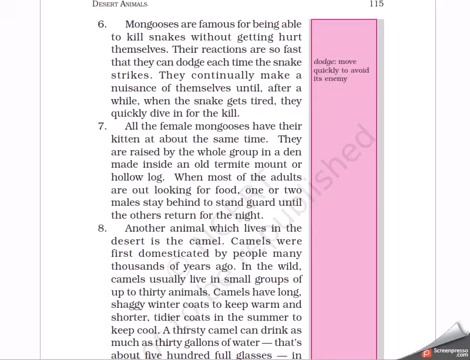 DESERT ANIMALS 115
6. Mongooses are famous for being able
to kill snakes without getting hurt
themselves. Their reactions are so fast
that they can dodge each time the snake
strikes. They continually make a
nuisance of themselves until, after a
while, when the snake gets tired, they
quickly dive in for the kill.
7. All the female mongooses have their
kitten at about the same time. They
are raised by the whole group in a den
made inside an old termite mount or
hollow log. When most of the adults
are out looking for food, one or two
males stay behind to stand guard until
the others return for the night.
8. Another animal which lives in the
desert is the camel. Camels were
first domesticated by people many
thousands of years ago. In the wild,
camels usually live in small groups of
up to thirty animals. Camels have long,
shaggy winter coats to keep warm and
shorter, tidier coats in the summer to
keep cool. A thirsty camel can drink as
much as thirty gallons of water — that's
about five hundred full glasses — in
dodge: move
quickly to avoid
its enemy
published
Screenpresso.com